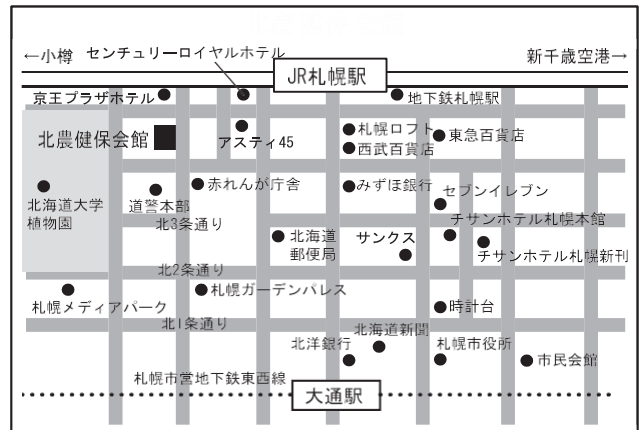 ←小樽
センチュリーロイヤルホテル
新千歳空港→
JR札幌駅
京王プラザホテル
地下鉄札幌駅
北農健保会館
アスティ45
札幌ロフト
西武百貨店
東急百貨店
北海道大学
植物園
道警本部
赤れんが庁舎
みずほ銀行
セブンイレブン
北3条通り
北海道
郵便局
サンクス
チサンホテル札幌本館
チサンホテル札幌新刊
北2条通り
札幌メディアパーク
札幌ガーデンパレス
時計台
北1条通り
北海道新聞
北洋銀行
札幌市役所
市民会館
札幌市営地下鉄東西線
大通駅